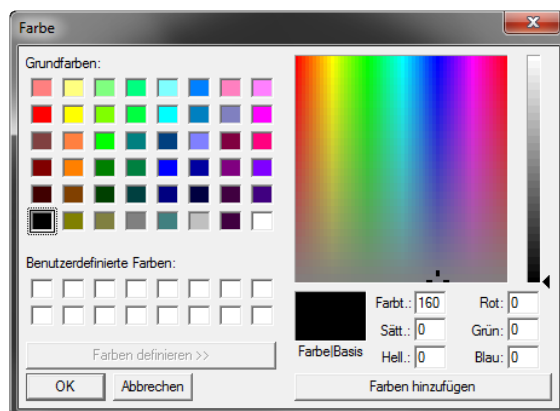 Farbe
Grundfarben:
Benutzerdefinierte Farben:
Farben definieren >>
OK Abbrechen
Farbe|Basis
Farbt.: 160 Rot: 0
Sätt.: 0 Grün: 0
Hell.: 0 Blau: 0
Farben hinzufügen